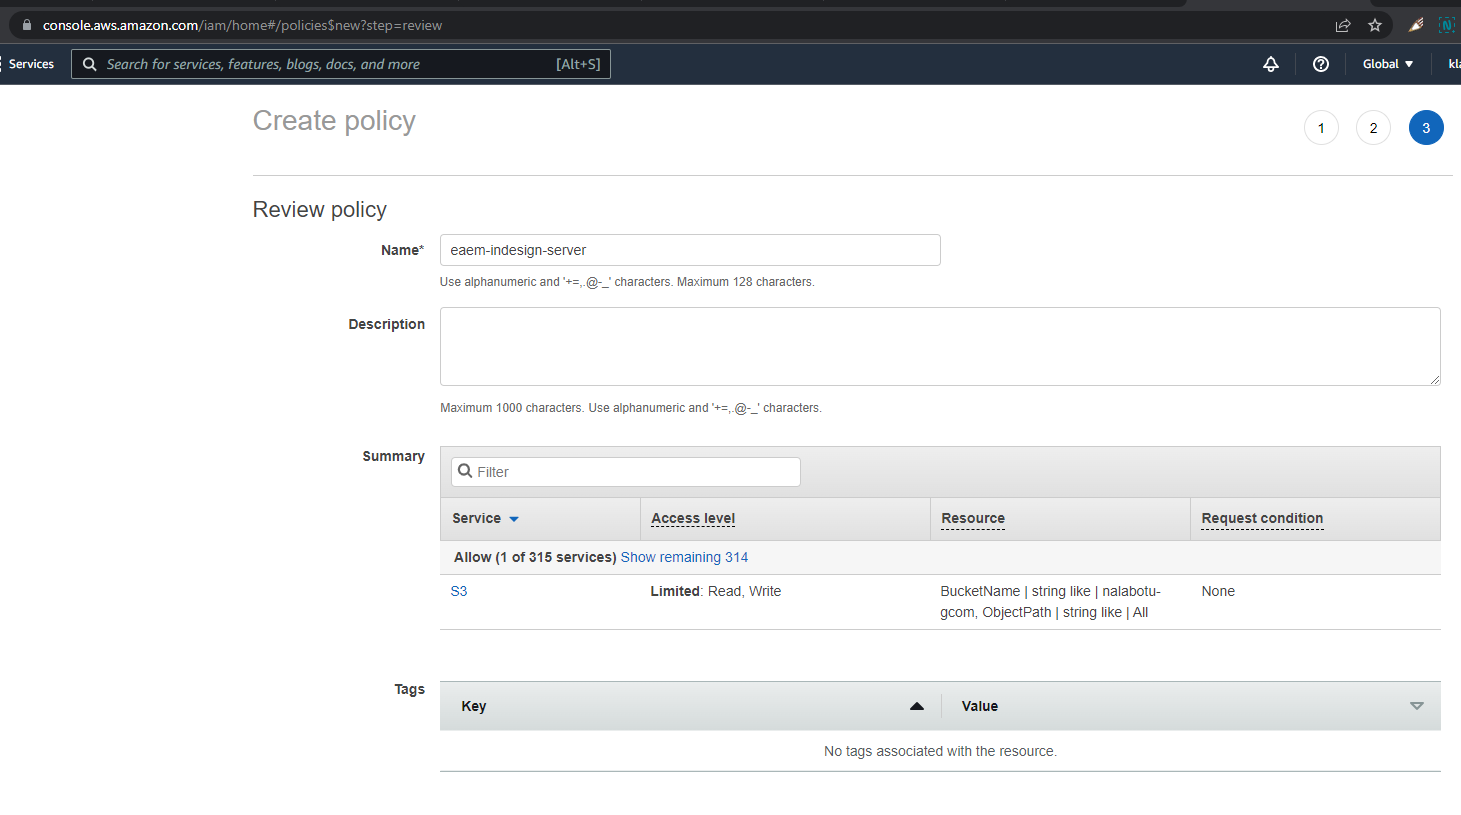 console.aws.amazon.com/iam/home#/policies$new?step=review
Services
Search for services, features, blogs, docs, and more
[Alt+S]
Global
kla
Create policy
1
2
3
Review policy
Name*
eaem-indesign-server
Use alphanumeric and '+=,.@-_' characters. Maximum 128 characters.
Description
Maximum 1000 characters. Use alphanumeric and '+=,.@-_' characters.
Summary
Filter
Service
Access level
Resource
Request condition
Allow (1 of 315 services) Show remaining 314
S3
Limited: Read, Write
BucketName | string like | nalabotu-
gcom, ObjectPath | string like | All
None
Tags
Key
Value
No tags associated with the resource.